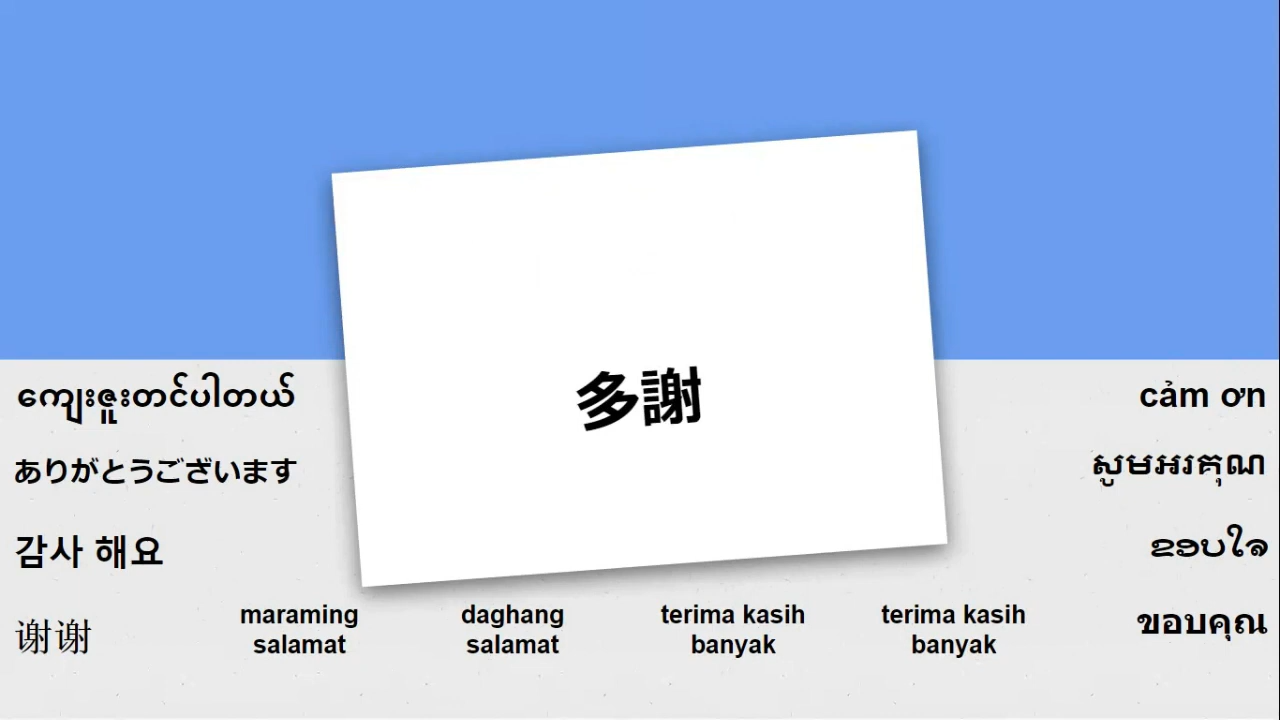 多謝
ကျေးဇူးတင်ပါတယ်
ありがとうございます
감사 해요
谢谢
maraming
salamat
daghang
salamat
terima kasih
banyak
terima kasih
banyak
cảm ơn
សូមអរគុណ
ຂອບໃຈ
ขอบคุณ